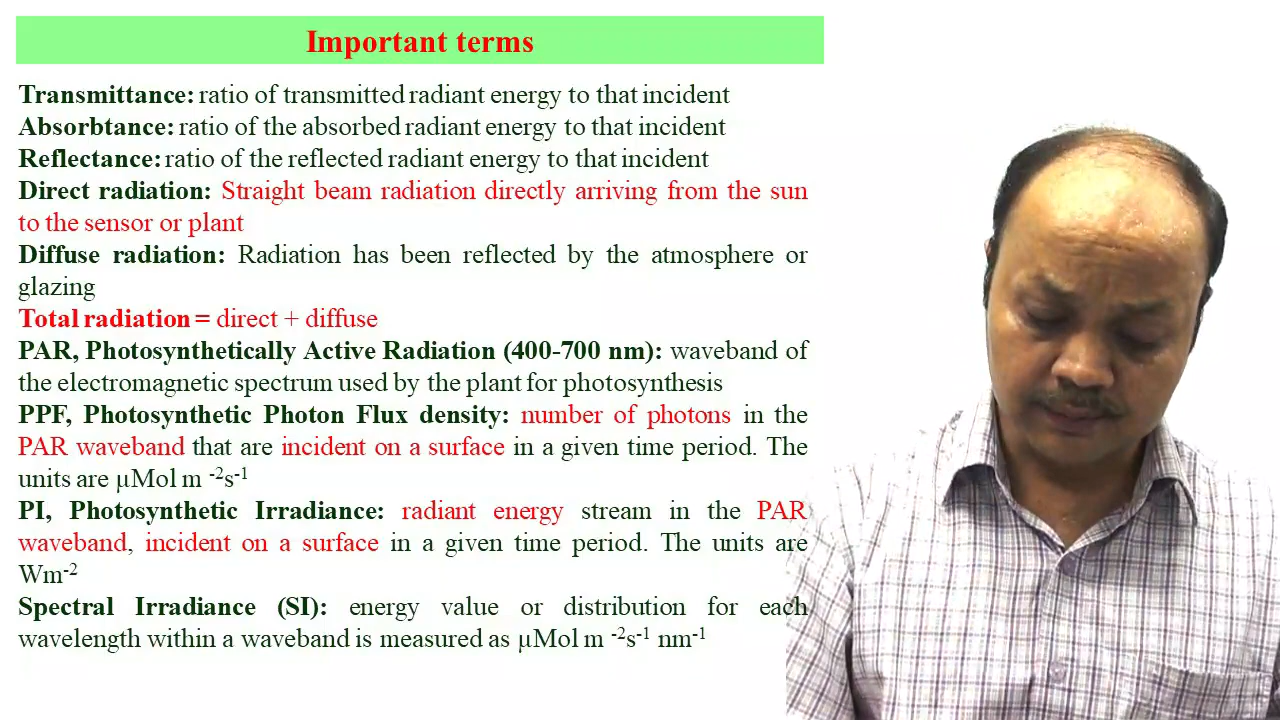 Important terms
Transmittance: ratio of transmitted radiant energy to that incident
Absorbtance: ratio of the absorbed radiant energy to that incident
Reflectance: ratio of the reflected radiant energy to that incident
Direct radiation: Straight beam radiation directly arriving from the sun
to the sensor or plant
Diffuse radiation: Radiation has been reflected by the atmosphere or
glazing
Total radiation = direct + diffuse
PAR, Photosynthetically Active Radiation (400-700 nm): waveband of
the electromagnetic spectrum used by the plant for photosynthesis
PPF, Photosynthetic Photon Flux density: number of photons in the
PAR waveband that are incident on a surface in a given time period. The
units are µMol m ⁻²s⁻¹
PI, Photosynthetic Irradiance: radiant energy stream in the PAR
waveband, incident on a surface in a given time period. The units are
Wm⁻²
Spectral Irradiance (SI): energy value or distribution for each
wavelength within a waveband is measured as µMol m ⁻²s⁻¹ nm⁻¹